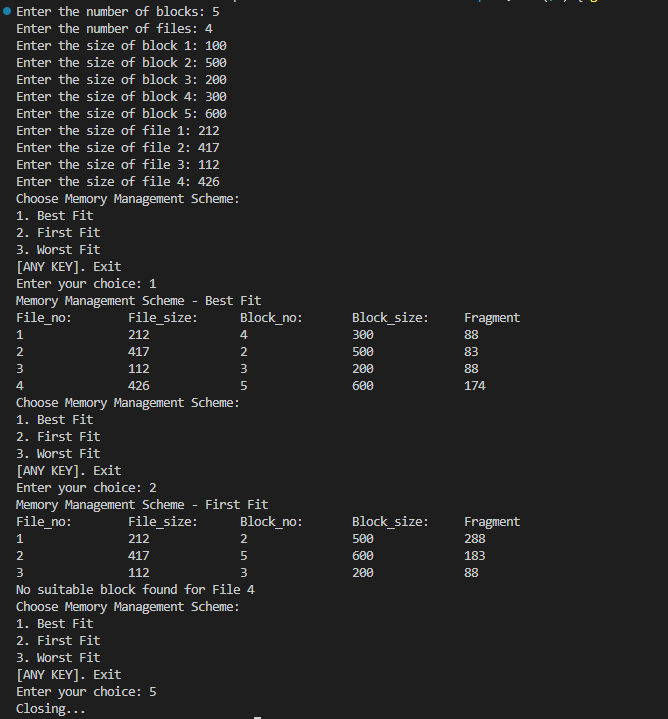 Enter the number of blocks: 5
Enter the number of files: 4
Enter the size of block 1: 100
Enter the size of block 2: 500
Enter the size of block 3: 200
Enter the size of block 4: 300
Enter the size of block 5: 600
Enter the size of file 1: 212
Enter the size of file 2: 417
Enter the size of file 3: 112
Enter the size of file 4: 426
Choose Memory Management Scheme:
1. Best Fit
2. First Fit
3. Worst Fit
[ANY KEY]. Exit
Enter your choice: 1
Memory Management Scheme - Best Fit
File_no: File_size: Block_no: Block_size: Fragment
1 212 4 300 88
2 417 2 500 83
3 112 3 200 88
4 426 5 600 174
Choose Memory Management Scheme:
1. Best Fit
2. First Fit
3. Worst Fit
[ANY KEY]. Exit
Enter your choice: 2
Memory Management Scheme - First Fit
File_no: File_size: Block_no: Block_size: Fragment
1 212 2 500 288
2 417 5 600 183
3 112 3 200 88
No suitable block found for File 4
Choose Memory Management Scheme:
1. Best Fit
2. First Fit
3. Worst Fit
[ANY KEY]. Exit
Enter your choice: 5
Closing...